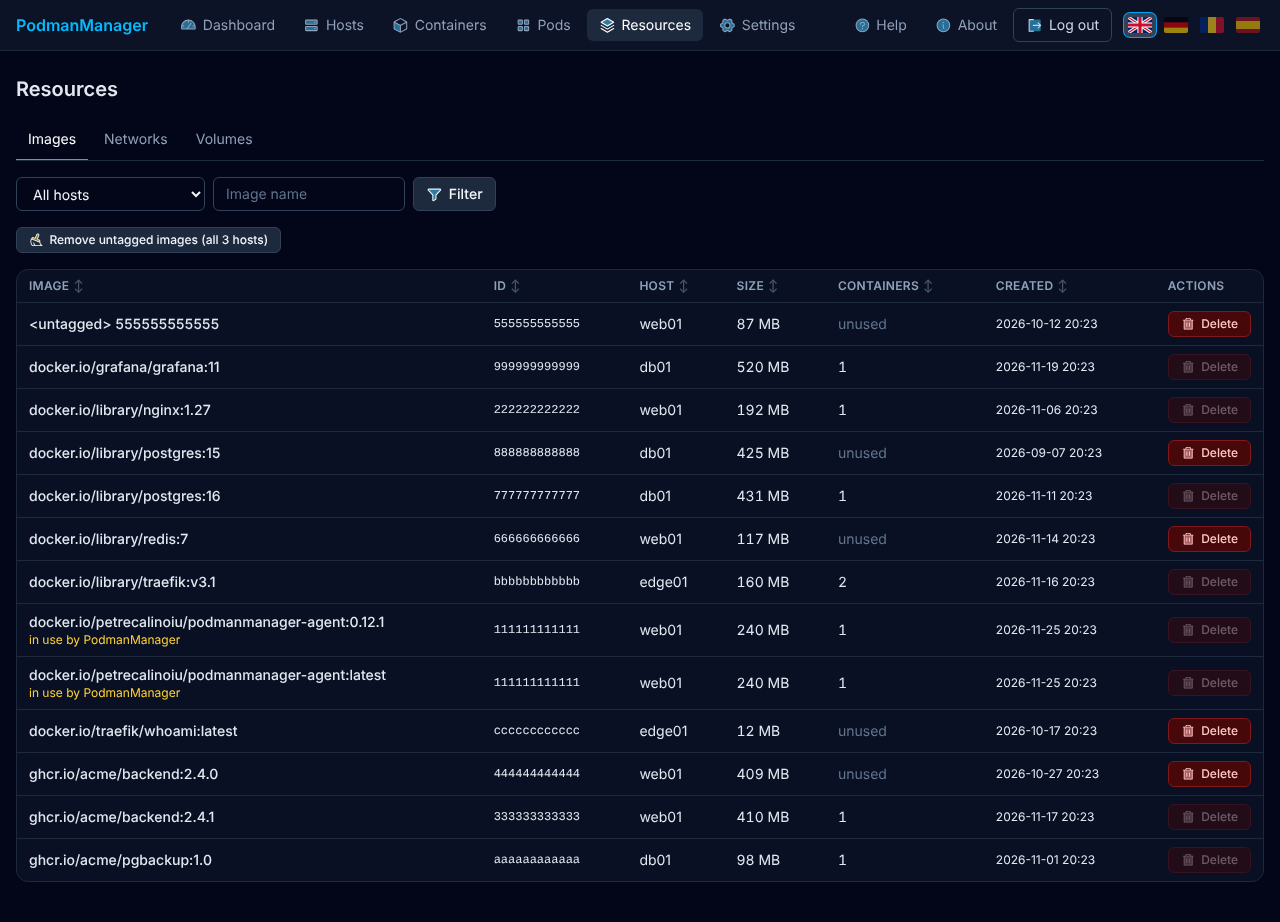 PodmanManager Dashboard Hosts Containers Pods Resources Settings Help About Log out
Resources
Images Networks Volumes
All hosts Image name Filter
Remove untagged images (all 3 hosts)
IMAGE ID HOST SIZE CONTAINERS CREATED ACTIONS
<untagged> 555555555555 555555555555 web01 87 MB unused 2026-10-12 20:23 Delete
docker.io/grafana/grafana:11 999999999999 db01 520 MB 1 2026-11-19 20:23 Delete
docker.io/library/nginx:1.27 222222222222 web01 192 MB 1 2026-11-06 20:23 Delete
docker.io/library/postgres:15 888888888888 db01 425 MB unused 2026-09-07 20:23 Delete
docker.io/library/postgres:16 777777777777 db01 431 MB 1 2026-11-11 20:23 Delete
docker.io/library/redis:7 666666666666 web01 117 MB unused 2026-11-14 20:23 Delete
docker.io/library/traefik:v3.1 bbbbbbbbbbbb edge01 160 MB 2 2026-11-16 20:23 Delete
docker.io/petrecalinoiu/podmanmanager-agent:0.12.1 111111111111 web01 240 MB 1 2026-11-25 20:23 Delete
in use by PodmanManager
docker.io/petrecalinoiu/podmanmanager-agent:latest 111111111111 web01 240 MB 1 2026-11-25 20:23 Delete
in use by PodmanManager
docker.io/traefik/whoami:latest cccccccccccc edge01 12 MB unused 2026-10-17 20:23 Delete
ghcr.io/acme/backend:2.4.0 444444444444 web01 409 MB unused 2026-10-27 20:23 Delete
ghcr.io/acme/backend:2.4.1 333333333333 web01 410 MB 1 2026-11-17 20:23 Delete
ghcr.io/acme/pgbackup:1.0 aaaaaaaaaaaa db01 98 MB 1 2026-11-01 20:23 Delete